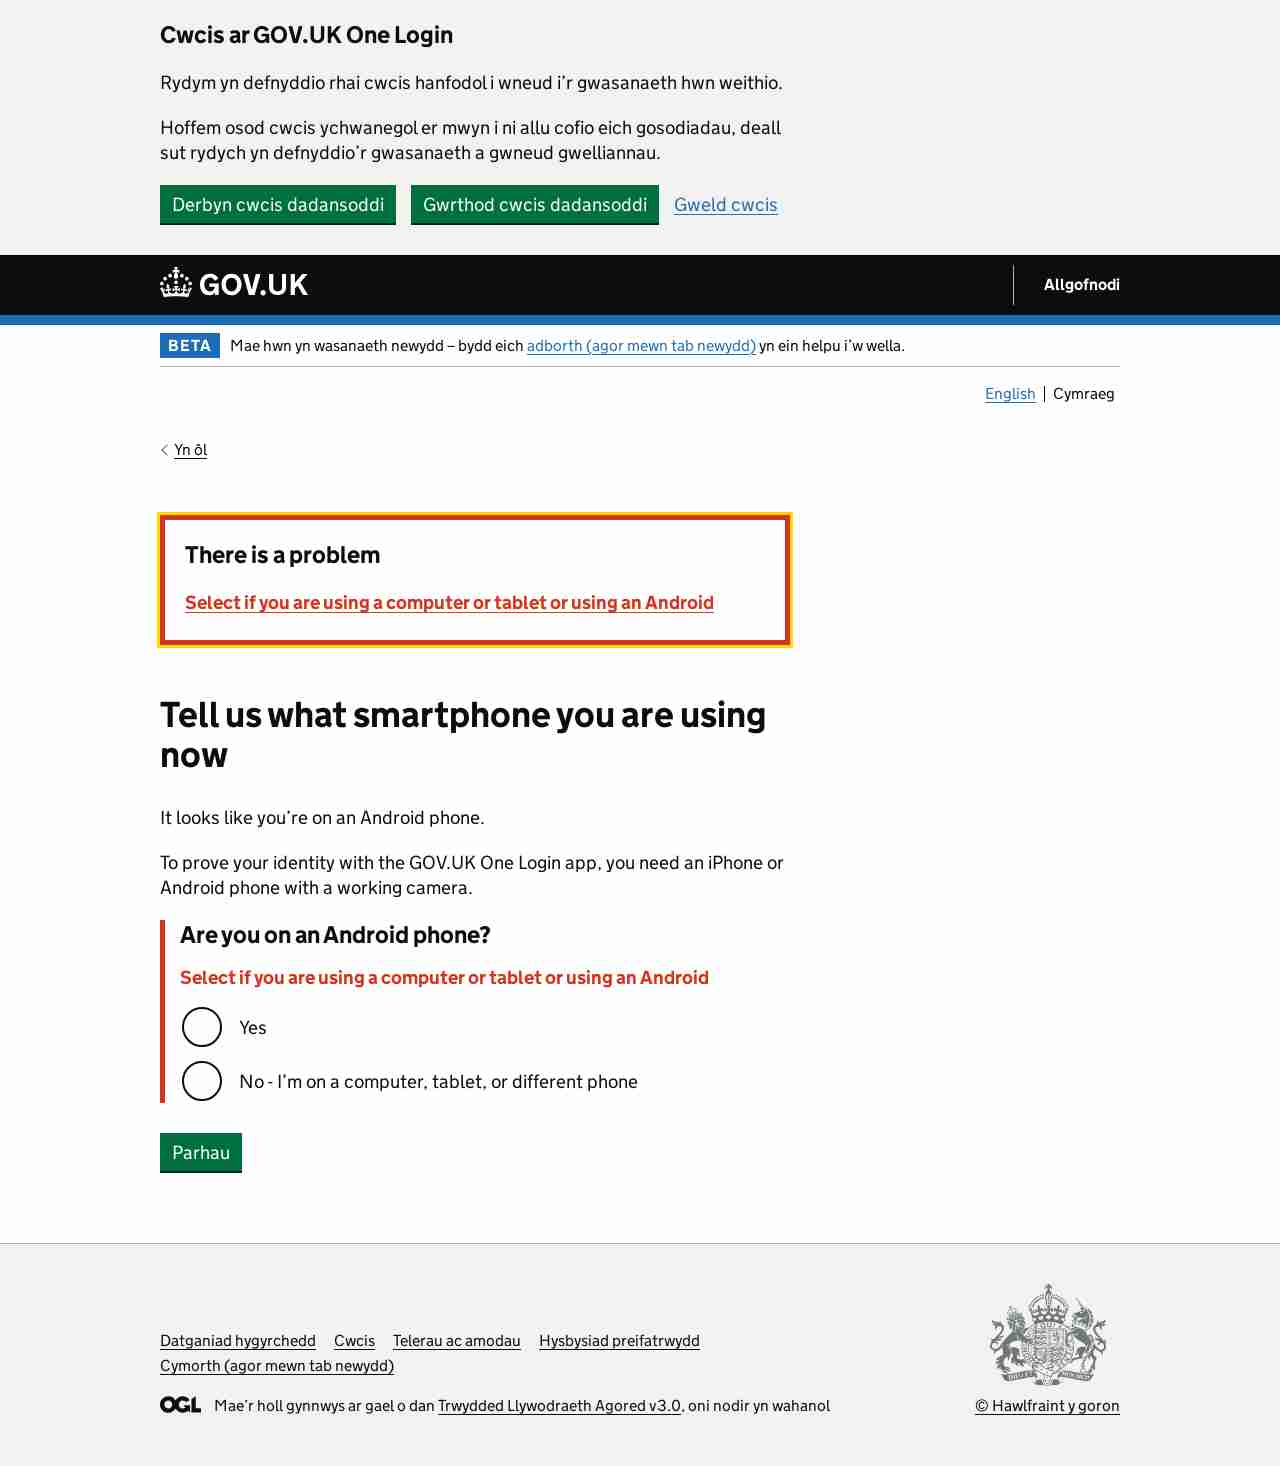 Cwcis ar GOV.UK One Login
Rydym yn defnyddio rhai cwcis hanfodol i wneud i’r gwasanaeth hwn weithio.
Hoffem osod cwcis ychwanegol er mwyn i ni allu cofio eich gosodiadau, deall
sut rydych yn defnyddio’r gwasanaeth a gwneud gwelliannau.
Derbyn cwcis dadansoddi Gwrthod cwcis dadansoddi Gweld cwcis
GOV.UK Allgofnodi
BETA Mae hwn yn wasanaeth newydd – bydd eich adborth (agor mewn tab newydd) yn ein helpu i’w wella.
English Cymraeg
Yn ôl
There is a problem
Select if you are using a computer or tablet or using an Android
Tell us what smartphone you are using
now
It looks like you’re on an Android phone.
To prove your identity with the GOV.UK One Login app, you need an iPhone or
Android phone with a working camera.
Are you on an Android phone?
Select if you are using a computer or tablet or using an Android
Yes
No - I’m on a computer, tablet, or different phone
Parhau
Datganiad hygyrchedd Cwcis Telerau ac amodau Hysbysiad preifatrwydd
Cymorth (agor mewn tab newydd)
OGL Mae’r holl gynnwys ar gael o dan Trwydded Llywodraeth Agored v3.0, oni nodir yn wahanol
© Hawlfraint y goron